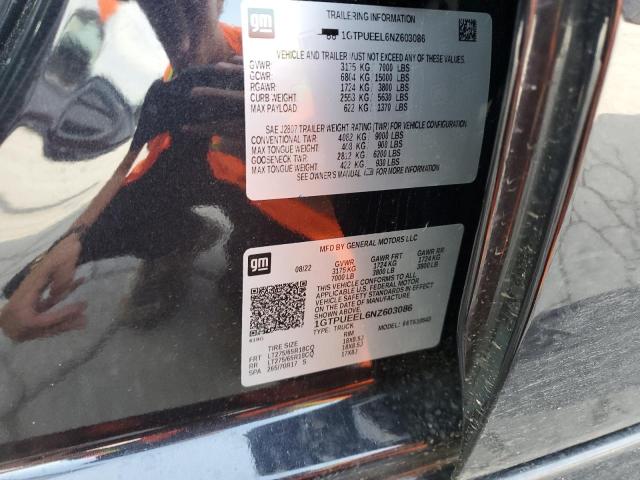 gm
TRAILERING INFORMATION
1GTPUEEL6NZ603086
VEHICLE AND TRAILER MUST NOT EXCEED ANY OF THE FOLLOWING:
GVWR 3175 KG 7000 LBS
GCWR 6804 KG 15000 LBS
RGAWR 1724 KG 3800 LBS
CURB WEIGHT 2553 KG 5630 LBS
MAX PAYLOAD 622 KG 1370 LBS
SAE J2807 TRAILER WEIGHT RATING (TWR) FOR VEHICLE CONFIGURATION
CONVENTIONAL TWR 4082 KG 9000 LBS
MAX TONGUE WEIGHT 408 KG 900 LBS
GOOSENECK TWR 2812 KG 6200 LBS
MAX TONGUE WEIGHT 422 KG 930 LBS
SEE OWNER'S MANUAL FOR MORE INFORMATION
gm
MFD BY GENERAL MOTORS LLC
08/22 GVWR GAWR FRT GAWR RR
3175 KG 1724 KG 1724 KG
7000 LB 3800 LB 3800 LB
THIS VEHICLE CONFORMS TO ALL APPLICABLE
FEDERAL MOTOR VEHICLE SAFETY STANDARDS
IN EFFECT ON THE DATE OF
MANUFACTURE SHOWN ABOVE.
1GTPUEEL6NZ603086
TYPE: TRUCK MODEL:
TIRE SIZE RIM
FRT LT275/65R18CQ 18X8.5J
RR LT275/65R18CQ 18X8.5J
SPA 265/70R17 S 17X8J